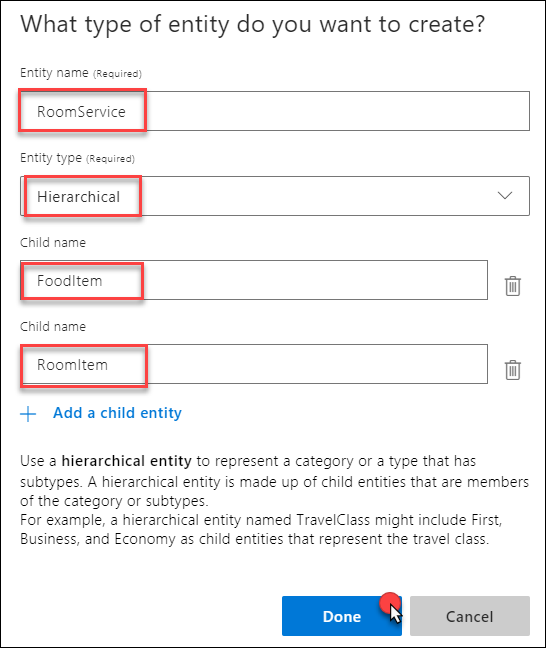 What type of entity do you want to create?
Entity name (Required)
RoomService
Entity type (Required)
Hierarchical
Child name
FoodItem
Child name
RoomItem
Add a child entity
Use a hierarchical entity to represent a category or a type that has
subtypes. A hierarchical entity is made up of child entities that are members
of the category or subtypes.
For example, a hierarchical entity named TravelClass might include First,
Business, and Economy as child entities that represent the travel class.
Done Cancel